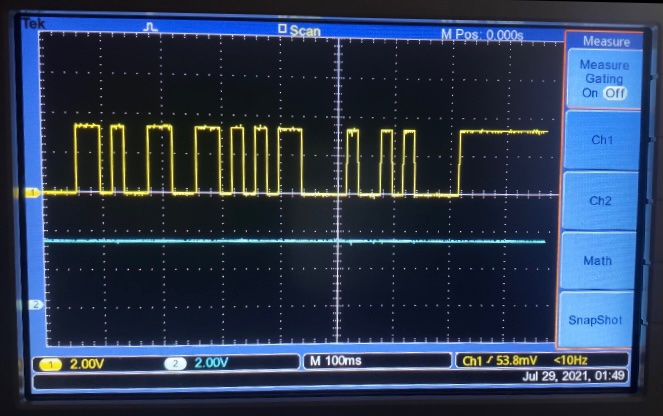 Tek
Scan
M Pos: 0.000s
Measure
Measure
Gating
On Off
Ch1
Ch2
Math
SnapShot
1
2
1 2.00V
2 2.00V
M 100ms
Ch1 / 53.8mV <10Hz
Jul 29, 2021, 01:49